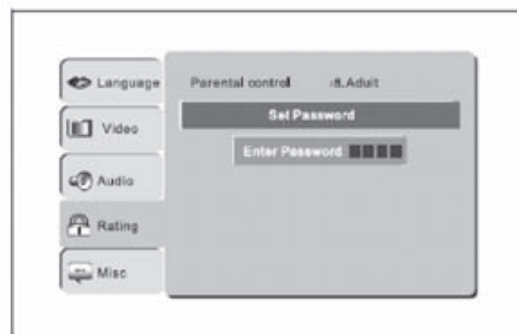 Language
Parental control :8.Adult
Set Password
Video
Enter Password
Audio
Rating
Misc